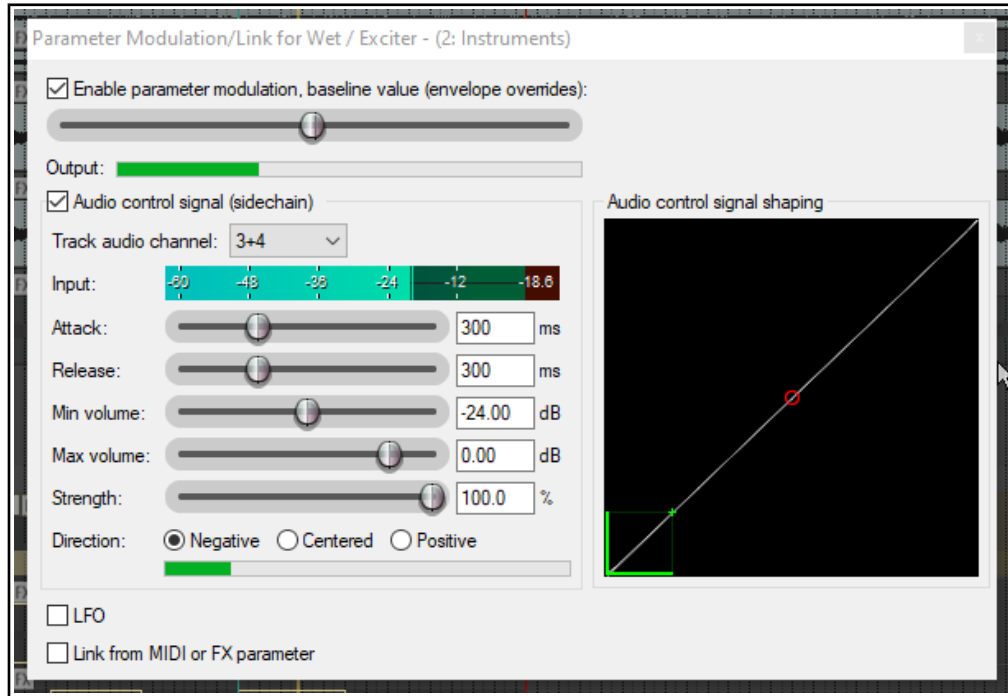 Parameter Modulation/Link for Wet / Exciter - (2: Instruments)
x
Enable parameter modulation, baseline value (envelope overrides):
Output:
Audio control signal (sidechain)
Track audio channel: 3+4
Input: -60 -48 -36 -24 -12 -18.6
Attack: 300 ms
Release: 300 ms
Min volume: -24.00 dB
Max volume: 0.00 dB
Strength: 100.0 %
Direction: Negative Centered Positive
Audio control signal shaping
LFO
Link from MIDI or FX parameter
FX